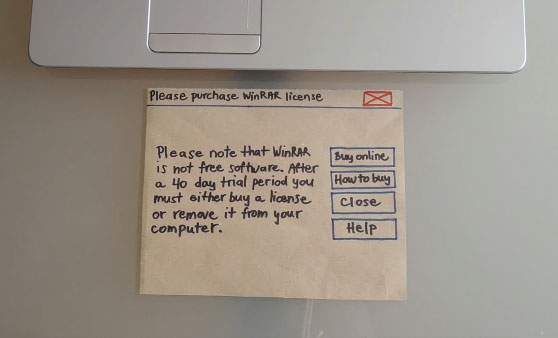 Please purchase WinRAR license
Please note that WinRAR
is not free software. After
a 40 day trial period you
must either buy a license
or remove it from your
computer.
Buy online
How to buy
Close
Help